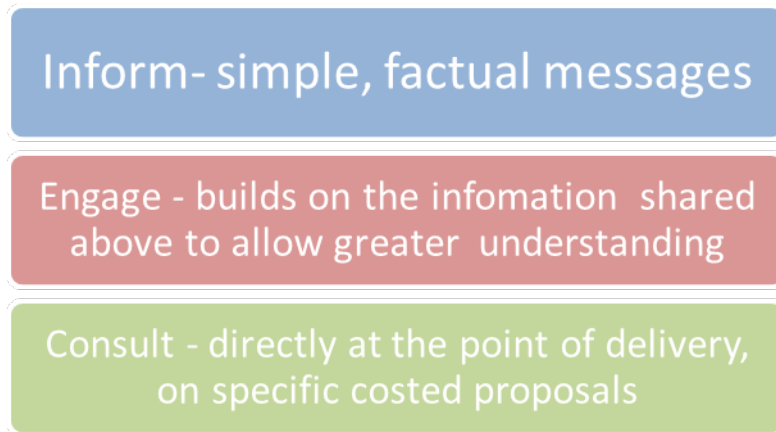 Inform- simple, factual messages
Engage - builds on the infomation  shared
above to allow greater  understanding
Consult - directly at the point of delivery,
on specific costed proposals